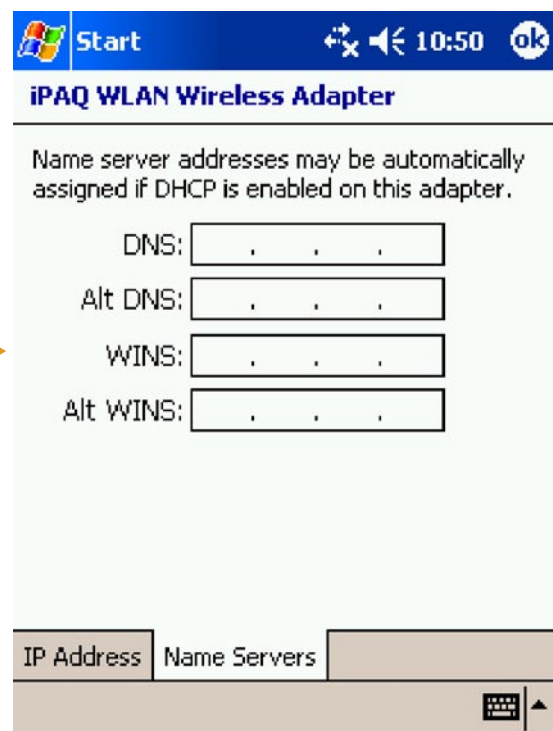 Start 10:50 ok
iPAQ WLAN Wireless Adapter
Name server addresses may be automatically
assigned if DHCP is enabled on this adapter.
DNS: . . .
Alt DNS: . . .
WINS: . . .
Alt WINS: . . .
IP Address Name Servers